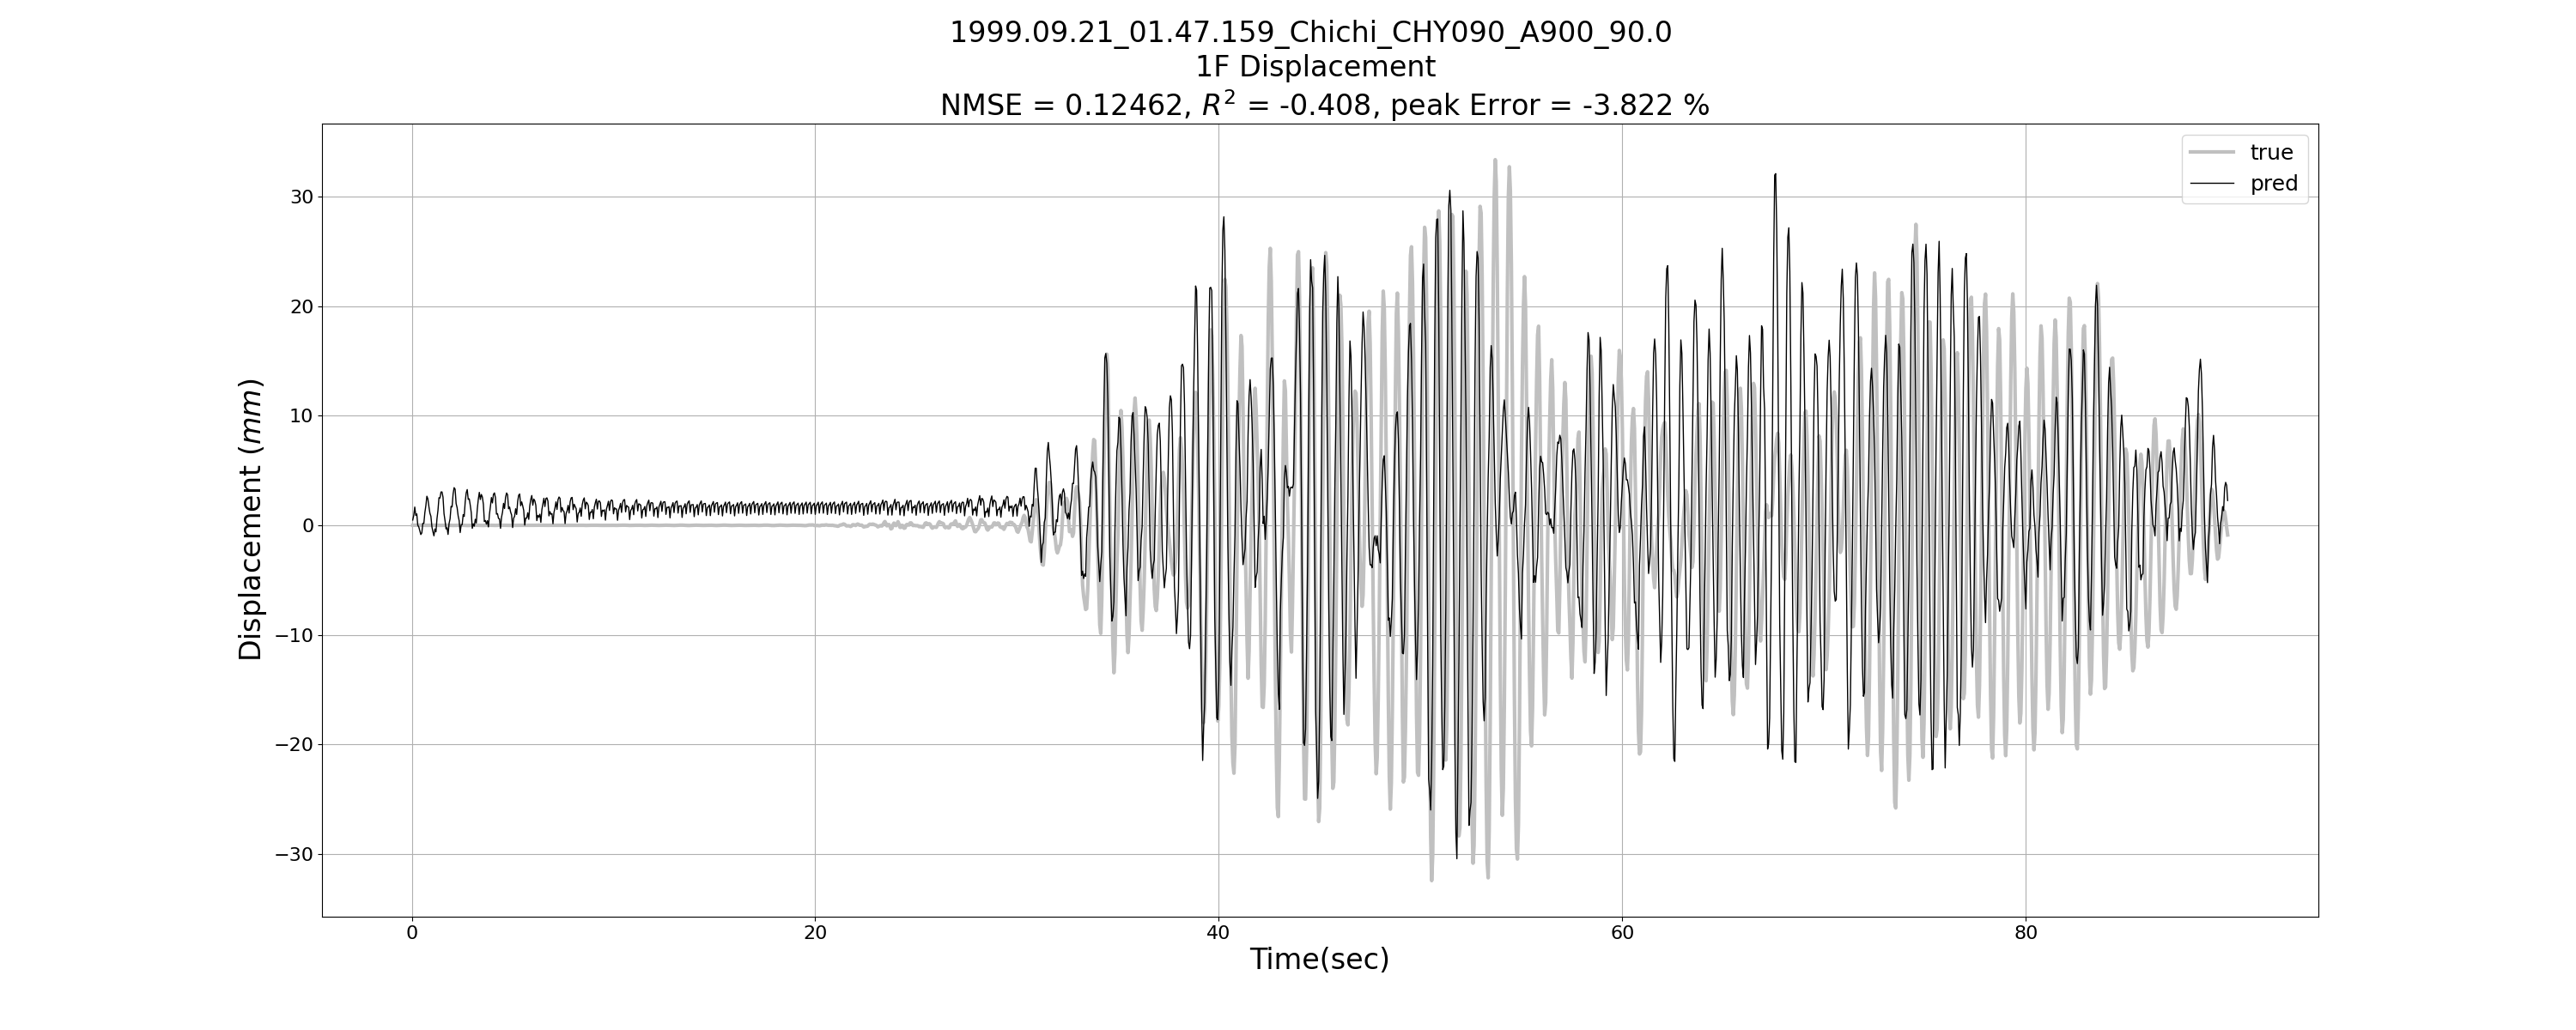 1999.09.21_01.47.159_Chichi_CHY090_A900_90.0
1F Displacement
NMSE = 0.12462, R² = -0.408, peak Error = -3.822 %
true
pred
Displacement (mm)
30
20
10
0
−10
−20
−30
0 20 40 60 80
Time(sec)